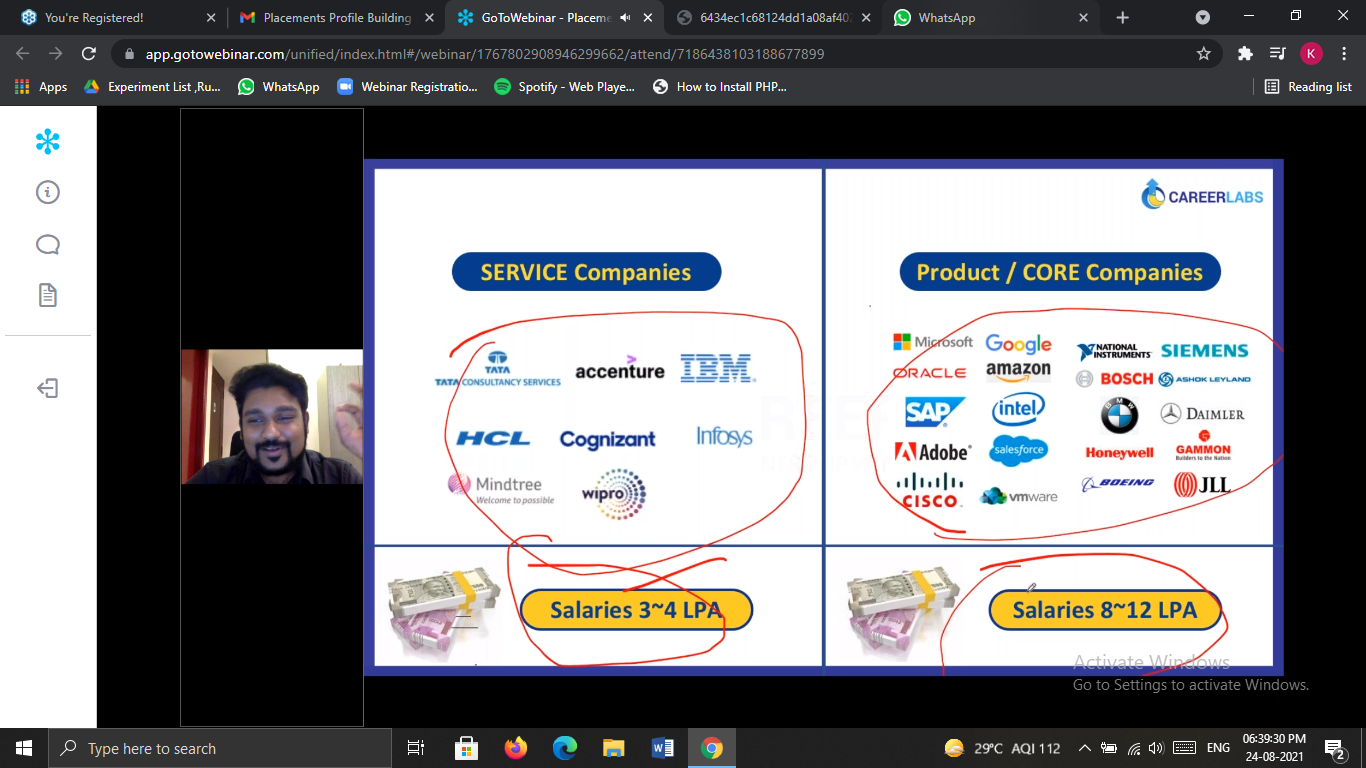 You're Registered!
Placements Profile Building
GoToWebinar - Placeme
6434ec1c68124dd1a08af40
WhatsApp
app.gotowebinar.com/unified/index.html#/webinar/1767802908946299662/attend/7186438103188677899
K
Apps
Experiment List ,Ru...
WhatsApp
Webinar Registratio...
Spotify - Web Playe...
How to Install PHP...
Reading list
CAREERLABS
SERVICE Companies
Product / CORE Companies
TATA
TATA CONSULTANCY SERVICES
accenture
IBM
HCL
Cognizant
Infosys
Mindtree
Welcome to possible
wipro
Microsoft
Google
NATIONAL
INSTRUMENTS
SIEMENS
ORACLE
amazon
BOSCH
ASHOK LEYLAND
SAP
intel
BMW
DAIMLER
Adobe
salesforce
Honeywell
GAMMON
Builders to the Nation
CISCO
vmware
BOEING
JLL
Salaries 3~4 LPA
Salaries 8~12 LPA
Activate Windows
Go to Settings to activate Windows.
Type here to search
29°C AQI 112
ENG
06:39:30 PM
24-08-2021
2